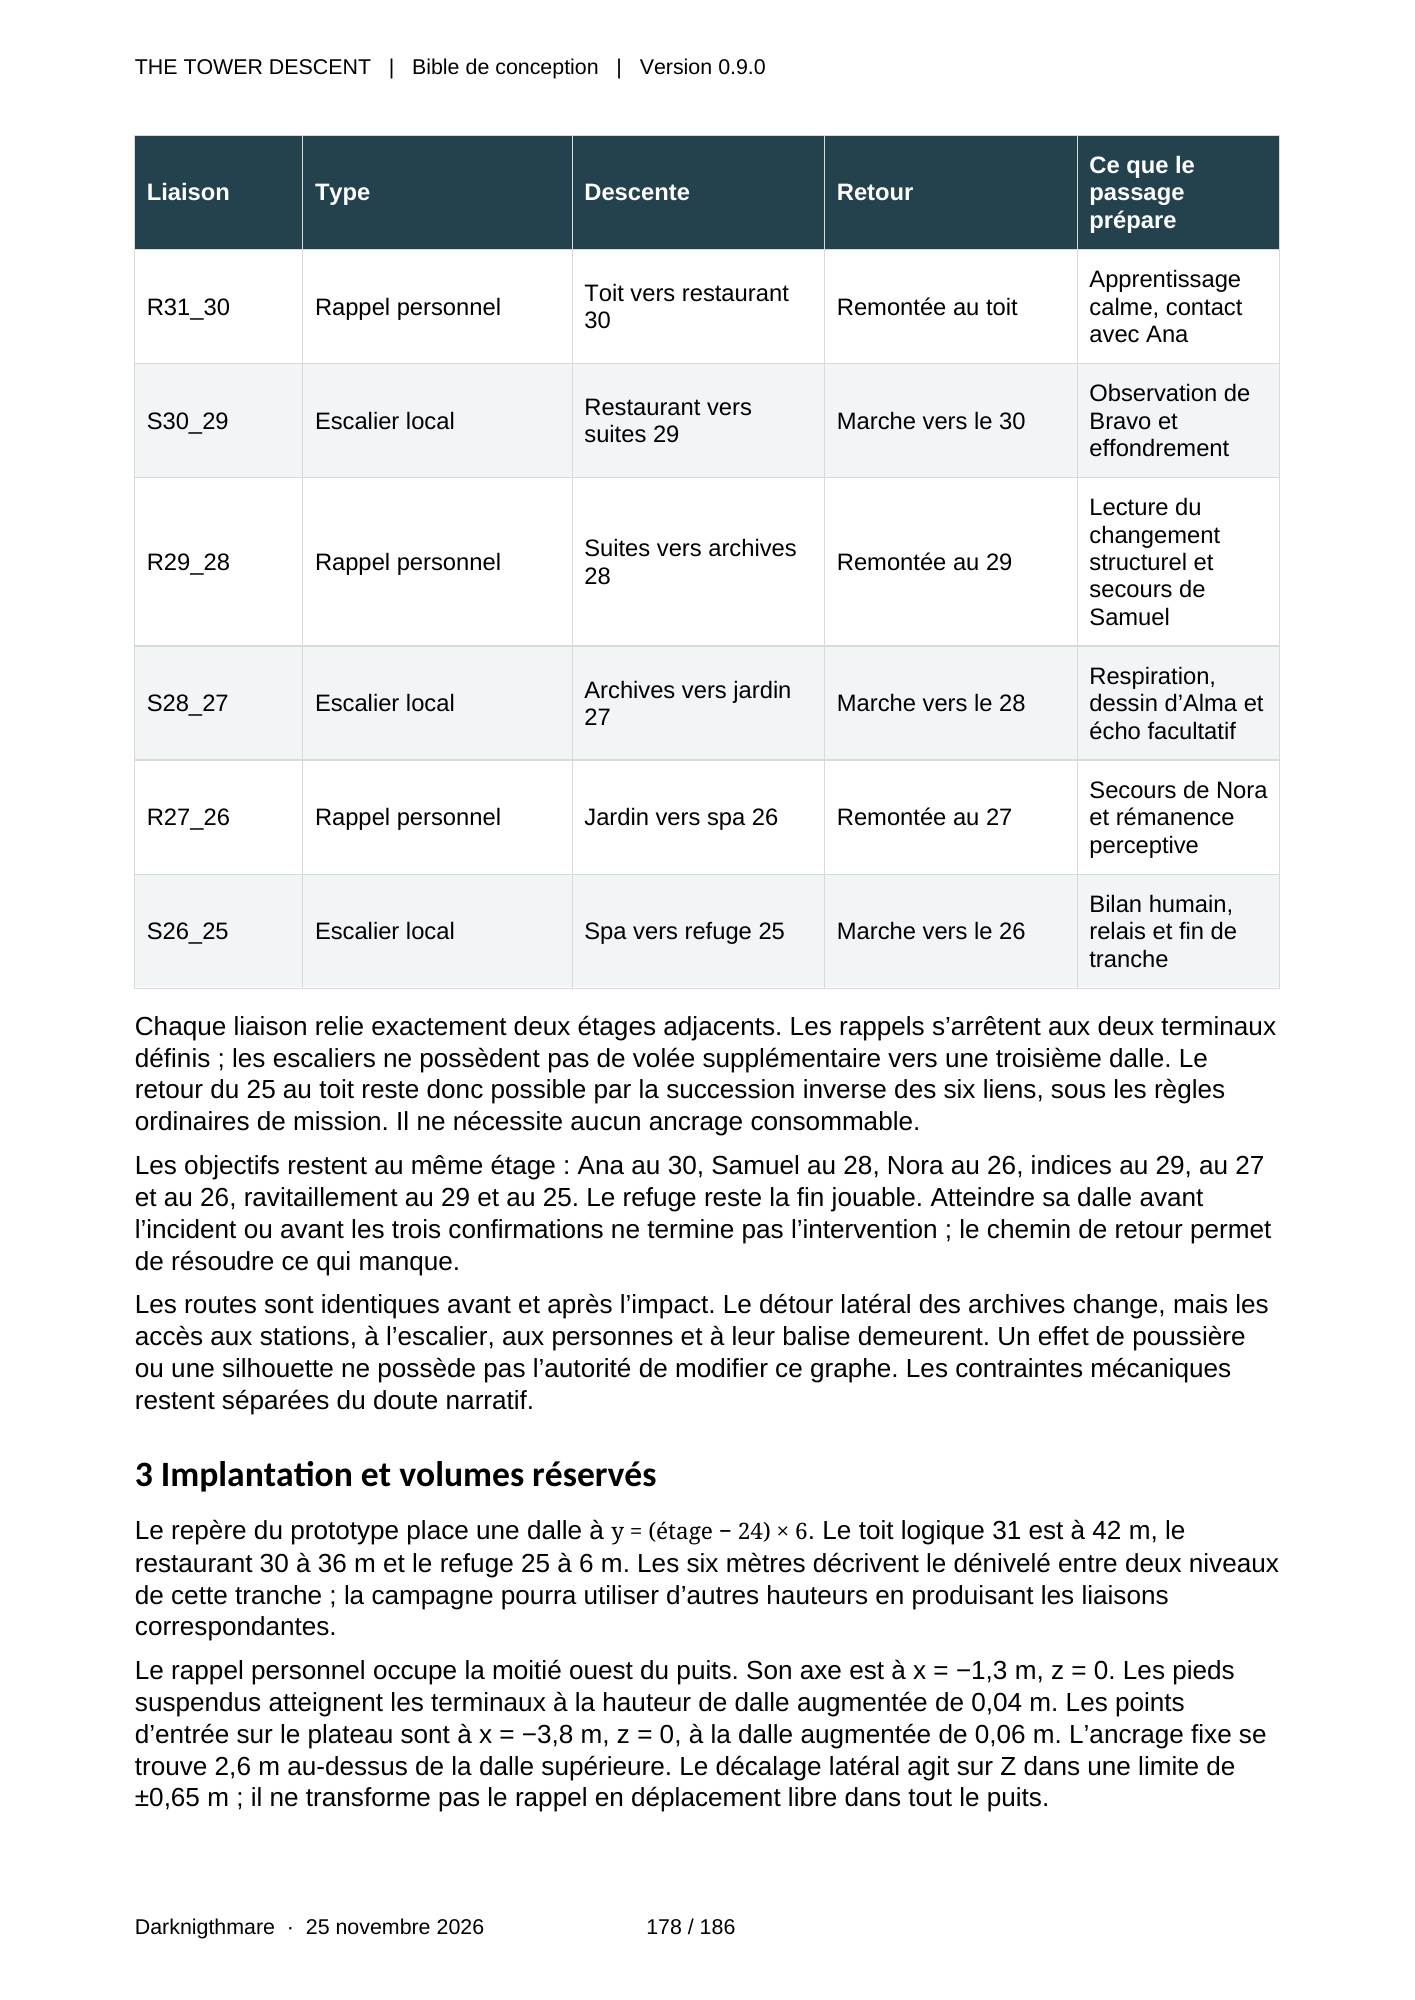 THE TOWER DESCENT | Bible de conception | Version 0.9.0
Liaison
Type
Descente
Retour
Ce que le
passage
prépare
R31_30
Rappel personnel
Toit vers restaurant
30
Remontée au toit
Apprentissage
calme, contact
avec Ana
S30_29
Escalier local
Restaurant vers
suites 29
Marche vers le 30
Observation de
Bravo et
effondrement
R29_28
Rappel personnel
Suites vers archives
28
Remontée au 29
Lecture du
changement
structurel et
secours de
Samuel
S28_27
Escalier local
Archives vers jardin
27
Marche vers le 28
Respiration,
dessin d’Alma et
écho facultatif
R27_26
Rappel personnel
Jardin vers spa 26
Remontée au 27
Secours de Nora
et rémanence
perceptive
S26_25
Escalier local
Spa vers refuge 25
Marche vers le 26
Bilan humain,
relais et fin de
tranche
Chaque liaison relie exactement deux étages adjacents. Les rappels s’arrêtent aux deux terminaux
définis ; les escaliers ne possèdent pas de volée supplémentaire vers une troisième dalle. Le
retour du 25 au toit reste donc possible par la succession inverse des six liens, sous les règles
ordinaires de mission. Il ne nécessite aucun ancrage consommable.
Les objectifs restent au même étage : Ana au 30, Samuel au 28, Nora au 26, indices au 29, au 27
et au 26, ravitaillement au 29 et au 25. Le refuge reste la fin jouable. Atteindre sa dalle avant
l’incident ou avant les trois confirmations ne termine pas l’intervention ; le chemin de retour permet
de résoudre ce qui manque.
Les routes sont identiques avant et après l’impact. Le détour latéral des archives change, mais les
accès aux stations, à l’escalier, aux personnes et à leur balise demeurent. Un effet de poussière
ou une silhouette ne possède pas l’autorité de modifier ce graphe. Les contraintes mécaniques
restent séparées du doute narratif.
3 Implantation et volumes réservés
Le repère du prototype place une dalle à y = (étage − 24) × 6. Le toit logique 31 est à 42 m, le
restaurant 30 à 36 m et le refuge 25 à 6 m. Les six mètres décrivent le dénivelé entre deux niveaux
de cette tranche ; la campagne pourra utiliser d’autres hauteurs en produisant les liaisons
correspondantes.
Le rappel personnel occupe la moitié ouest du puits. Son axe est à x = −1,3 m, z = 0. Les pieds
suspendus atteignent les terminaux à la hauteur de dalle augmentée de 0,04 m. Les points
d’entrée sur le plateau sont à x = −3,8 m, z = 0, à la dalle augmentée de 0,06 m. L’ancrage fixe se
trouve 2,6 m au-dessus de la dalle supérieure. Le décalage latéral agit sur Z dans une limite de
±0,65 m ; il ne transforme pas le rappel en déplacement libre dans tout le puits.
Darknigthmare · 25 novembre 2026
178 / 186